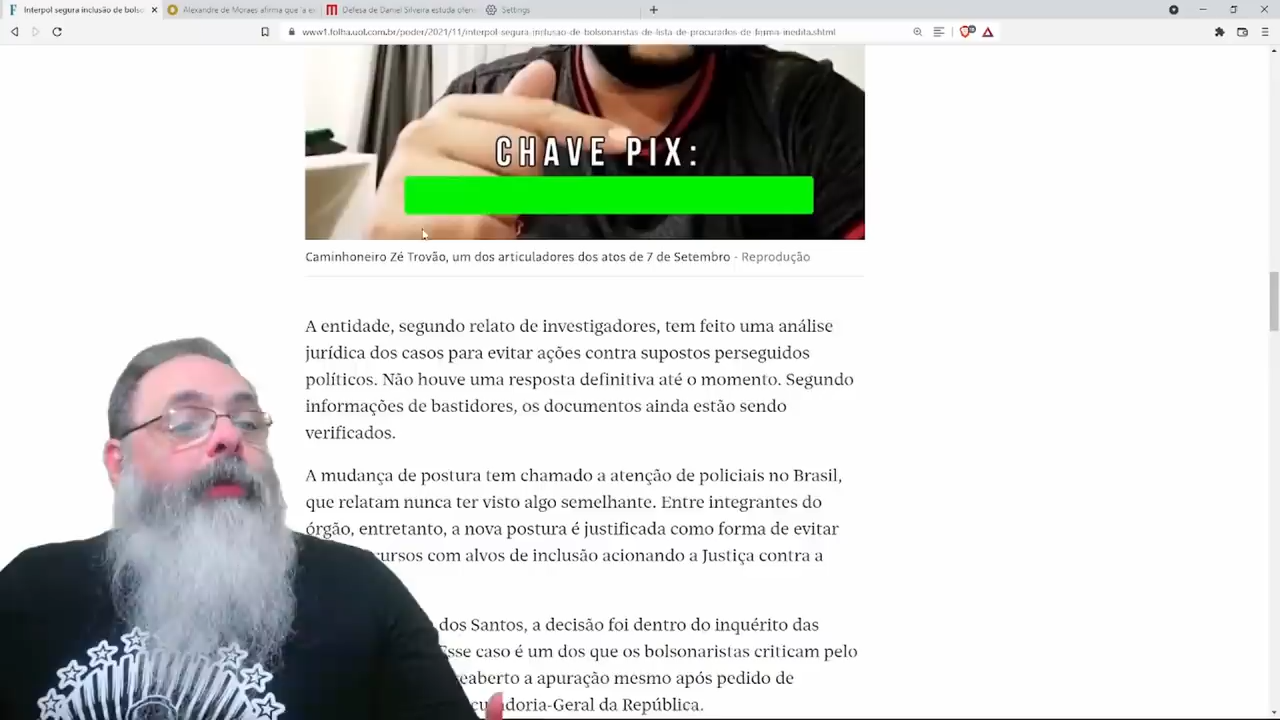 Interpol segura inclusão de bolso
Alexandre de Moraes afirma que 'a ex
Defesa de Daniel Silveira estuda
Settings
www1.folha.uol.com.br/poder/2021/11/interpol-segura-inclusao-de-bolsonaristas-de-lista-de-procurados-de-forma-inedita.shtml
CHAVE PIX:
Caminhoneiro Zé Trovão, um dos articuladores dos atos de 7 de Setembro - Reprodução
A entidade, segundo relato de investigadores, tem feito uma análise
jurídica dos casos para evitar ações contra supostos perseguidos
políticos. Não houve uma resposta definitiva até o momento. Segundo
informações de bastidores, os documentos ainda estão sendo
verificados.
A mudança de postura tem chamado a atenção de policiais no Brasil,
que relatam nunca ter visto algo semelhante. Entre integrantes do
órgão, entretanto, a nova postura é justificada como forma de evitar
cursos com alvos de inclusão acionando a Justiça contra a
dos Santos, a decisão foi dentro do inquérito das
Esse caso é um dos que os bolsonaristas criticam pelo
eaberto a apuração mesmo após pedido de
curadoria-Geral da República.